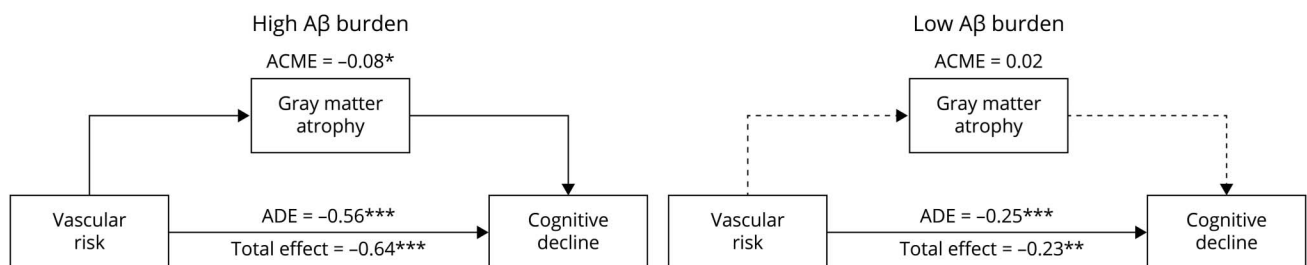 High Aβ burden
ACME = –0.08*
Gray matter
atrophy
Vascular
risk
ADE = –0.56***
Total effect = –0.64***
Cognitive
decline
Low Aβ burden
ACME = 0.02
Gray matter
atrophy
Vascular
risk
ADE = –0.25***
Total effect = –0.23**
Cognitive
decline